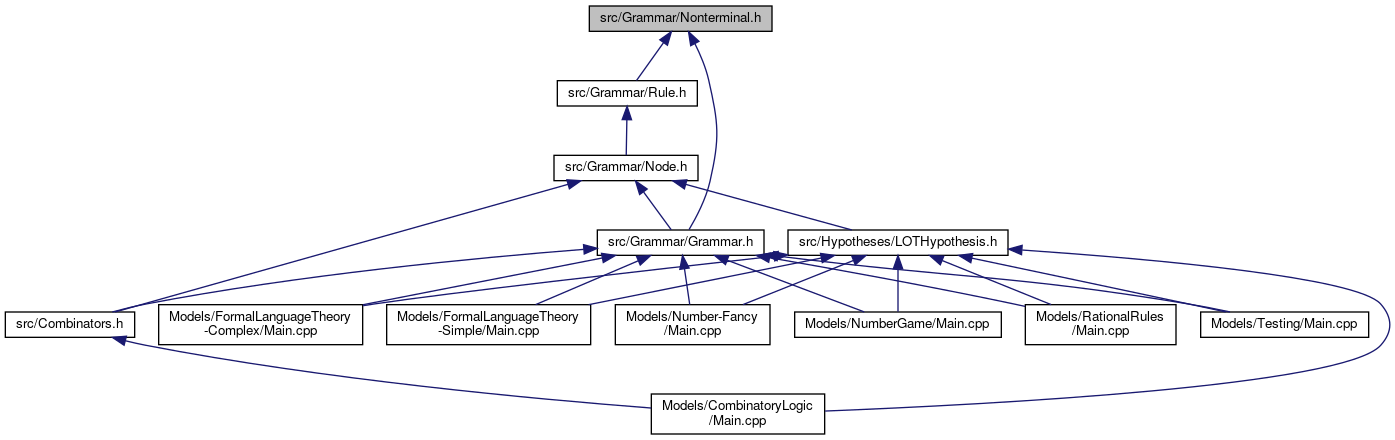 src/Grammar/Nonterminal.h
src/Grammar/Rule.h
src/Grammar/Node.h
src/Grammar/Grammar.h
src/Hypotheses/LOTHypothesis.h
src/Combinators.h
Models/FormalLanguageTheory
-Complex/Main.cpp
Models/FormalLanguageTheory
-Simple/Main.cpp
Models/Number-Fancy
/Main.cpp
Models/NumberGame/Main.cpp
Models/RationalRules
/Main.cpp
Models/Testing/Main.cpp
Models/CombinatoryLogic
/Main.cpp